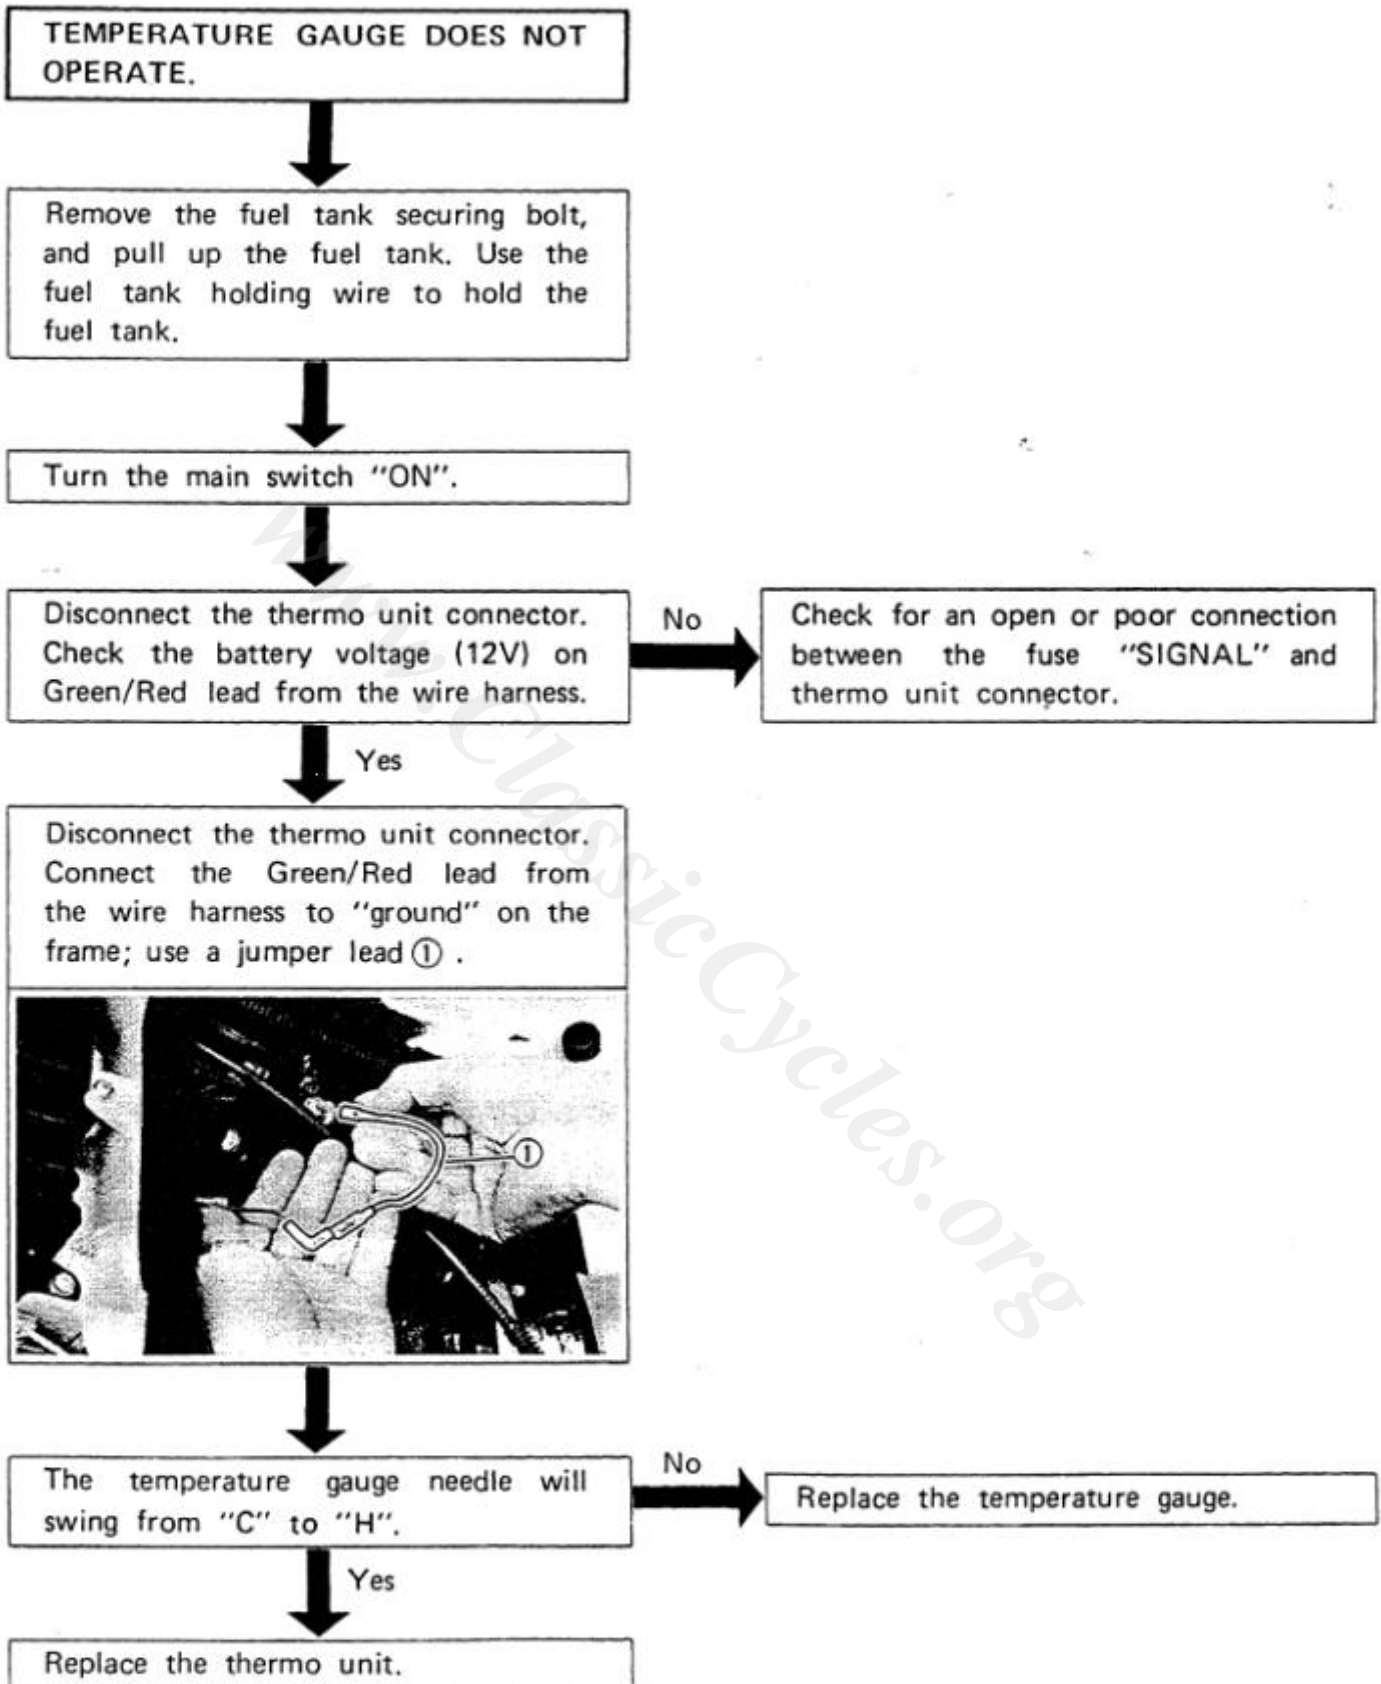 TEMPERATURE GAUGE DOES NOT
OPERATE.
Remove the fuel tank securing bolt,
and pull up the fuel tank. Use the
fuel tank holding wire to hold the
fuel tank.
Turn the main switch "ON".
Disconnect the thermo unit connector.
Check the battery voltage (12V) on
Green/Red lead from the wire harness.
No
Check for an open or poor connection
between the fuse "SIGNAL" and
thermo unit connector.
Yes
Disconnect the thermo unit connector.
Connect the Green/Red lead from
the wire harness to "ground" on the
frame; use a jumper lead ① .
①
The temperature gauge needle will
swing from "C" to "H".
No
Replace the temperature gauge.
Yes
Replace the thermo unit.
www.ClassicCycles.org